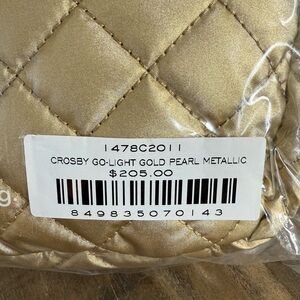 1478C2011
CROSBY GO-LIGHT GOLD PEARL METALLIC
$205.00
849835070143
g.